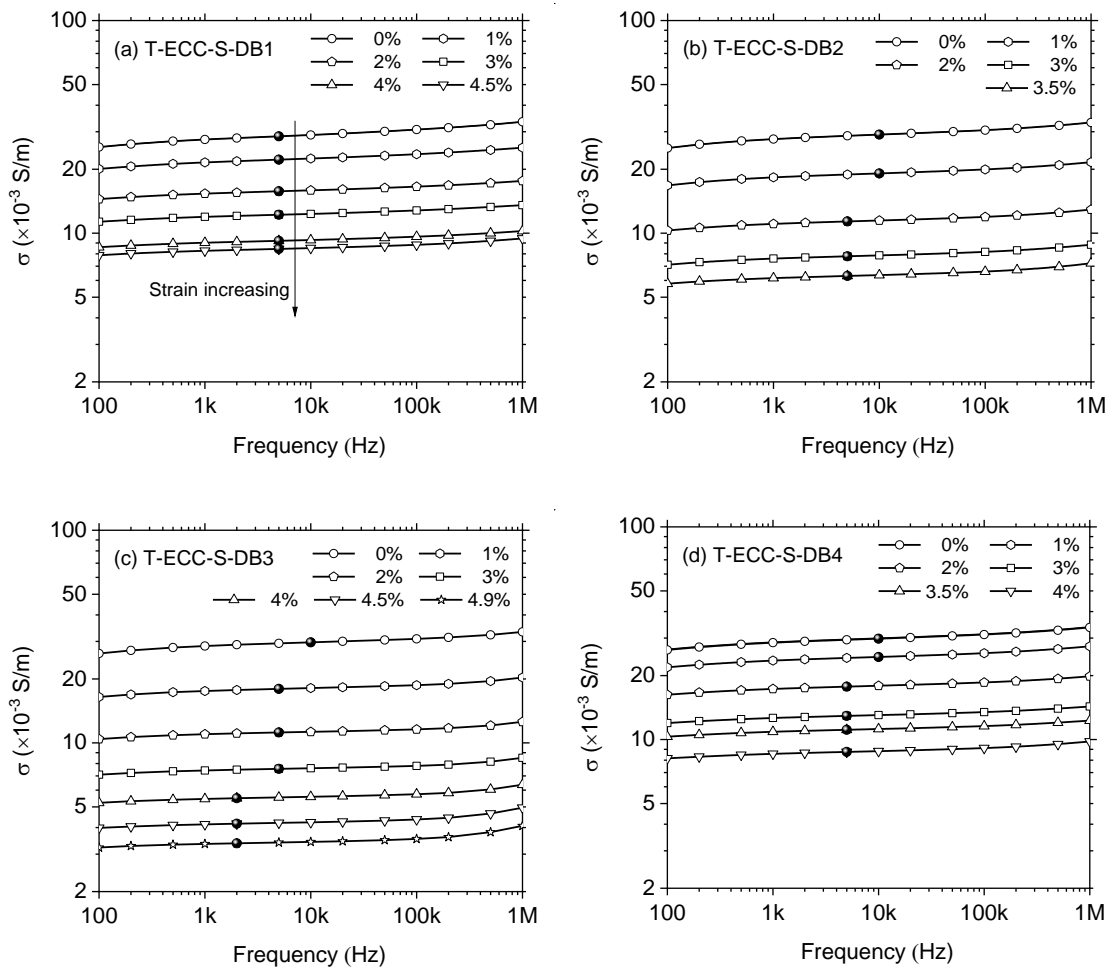 (a) T-ECC-S-DB1
0% 1%
2% 3%
4% 4.5%
Strain increasing
100
50
20
10
5
2
σ (×10⁻³ S/m)
100 1k 10k 100k 1M
Frequency (Hz)
(b) T-ECC-S-DB2
0% 1%
2% 3%
3.5%
100
50
20
10
5
2
σ (×10⁻³ S/m)
100 1k 10k 100k 1M
Frequency (Hz)
(c) T-ECC-S-DB3
0% 1%
2% 3%
4% 4.5% 4.9%
100
50
20
10
5
2
σ (×10⁻³ S/m)
100 1k 10k 100k 1M
Frequency (Hz)
(d) T-ECC-S-DB4
0% 1%
2% 3%
3.5% 4%
100
50
20
10
5
2
σ (×10⁻³ S/m)
100 1k 10k 100k 1M
Frequency (Hz)